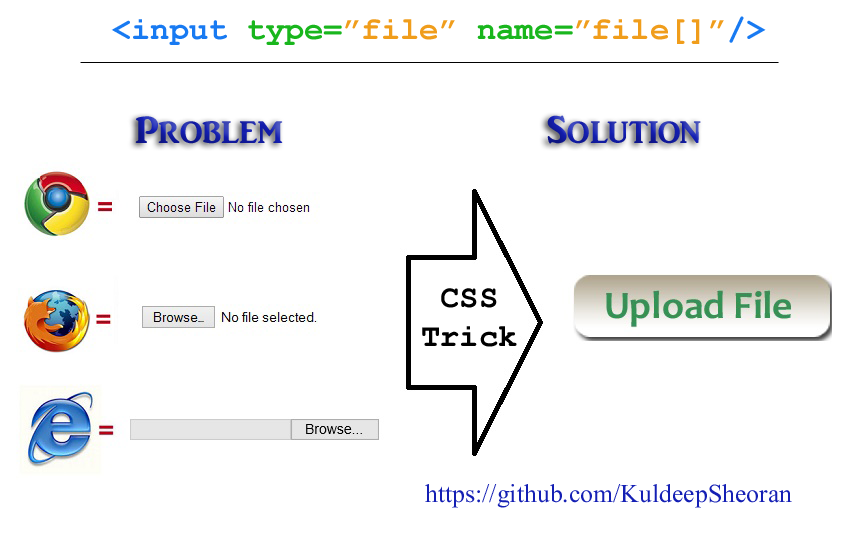 <input type=”file” name=”file[]”/>
Problem
Solution
= Choose File No file chosen
= Browse... No file selected.
= Browse...
CSS
Trick
Upload File
https://github.com/KuldeepSheoran